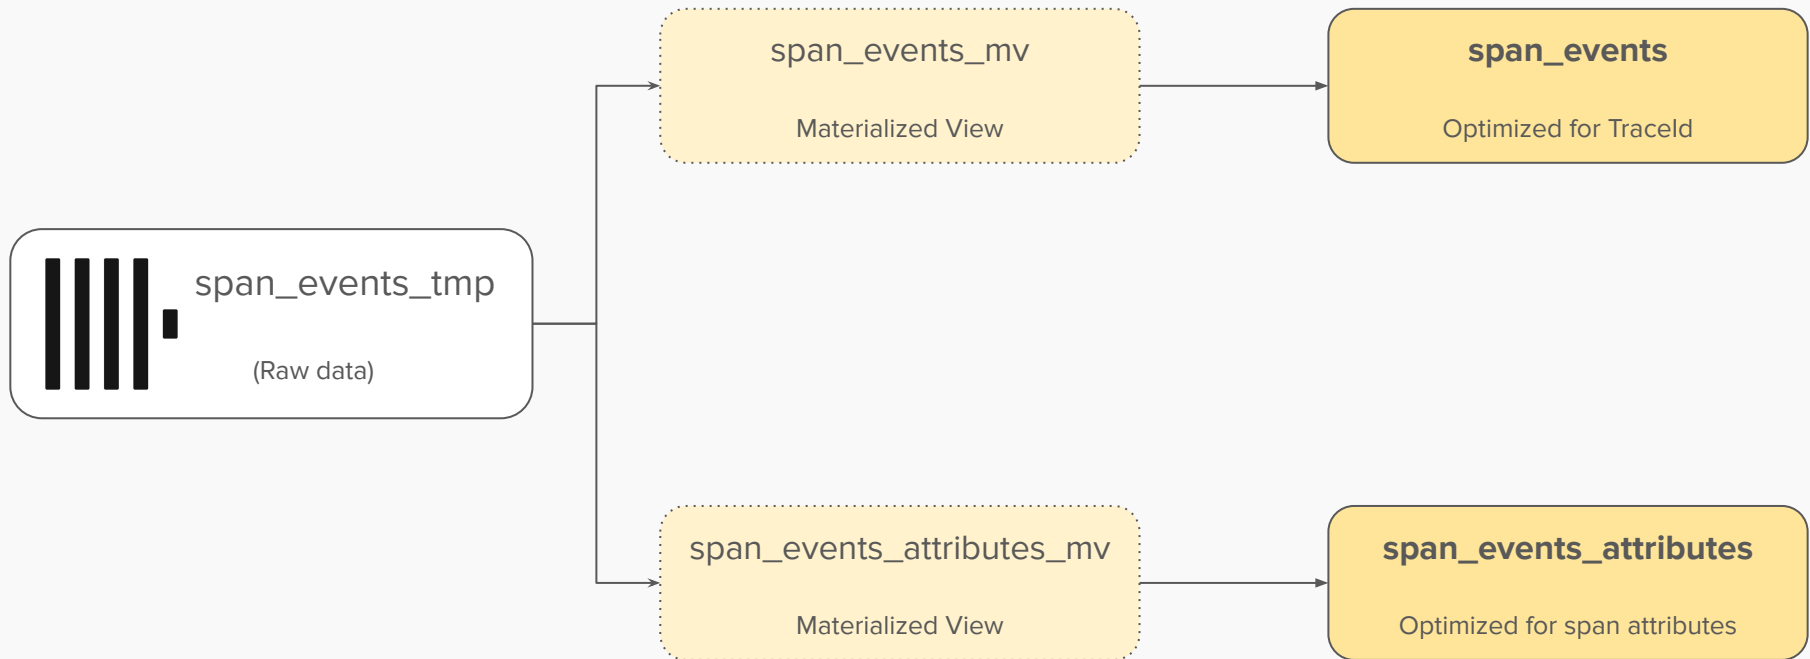 span_events_mv
Materialized View
span_events
Optimized for TraceId
span_events_tmp
(Raw data)
span_events_attributes_mv
Materialized View
span_events_attributes
Optimized for span attributes